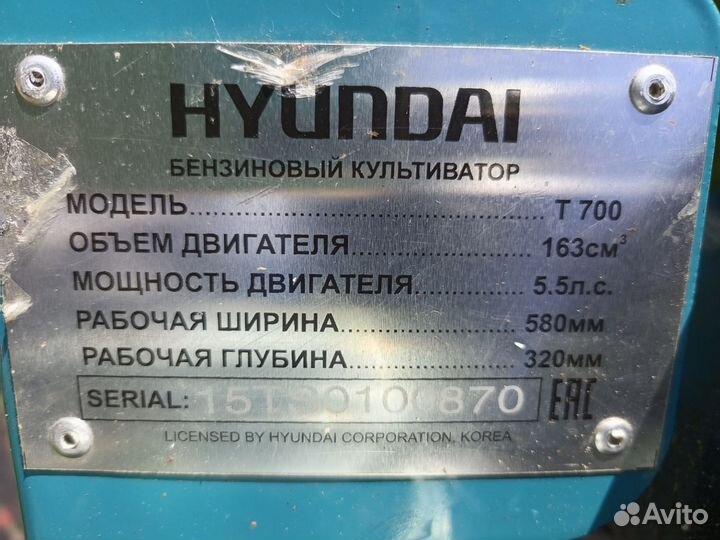 HYUNDAI
БЕНЗИНОВЫЙ КУЛЬТИВАТОР
МОДЕЛЬ.......................................... Т 700
ОБЪЕМ ДВИГАТЕЛЯ...................... 163см³
МОЩНОСТЬ ДВИГАТЕЛЯ............. 5.5л.с.
РАБОЧАЯ ШИРИНА....................... 580мм
РАБОЧАЯ ГЛУБИНА...................... 320мм
SERIAL:
EAC
LICENSED BY HYUNDAI CORPORATION, KOREA
Avito